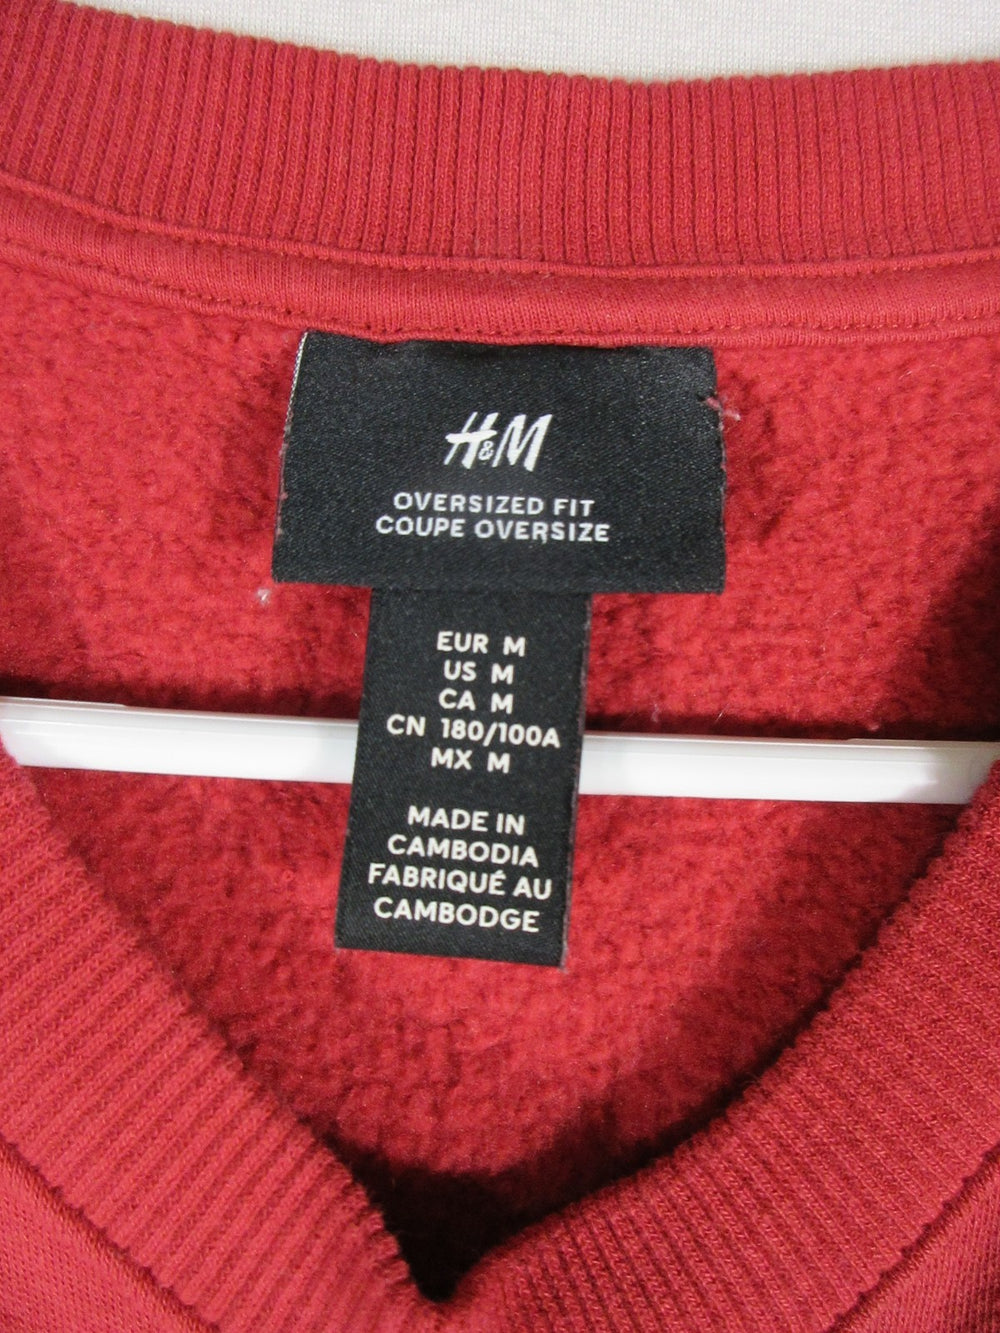 H&M
OVERSIZED FIT
COUPE OVERSIZE
EUR M
US M
CA M
CN 180/100A
MX M
MADE IN
CAMBODIA
FABRIQUÉ AU
CAMBODGE